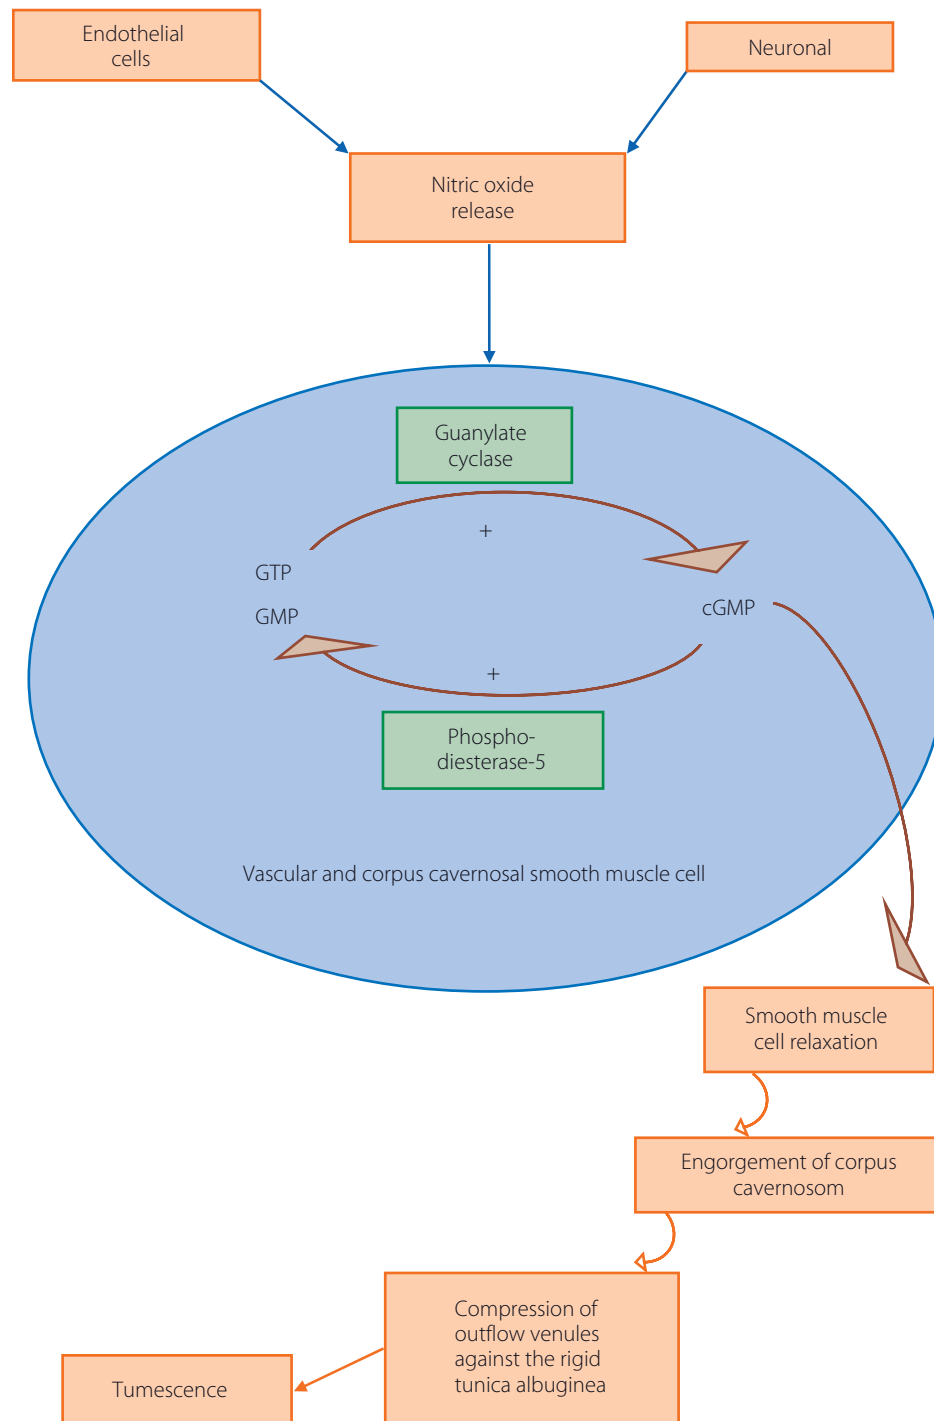 Endothelial
cells
Neuronal
Nitric oxide
release
Guanylate
cyclase
+
GTP
GMP
cGMP
+
Phospho-
diesterase-5
Vascular and corpus cavernosal smooth muscle cell
Smooth muscle
cell relaxation
Engorgement of corpus
cavernosom
Compression of
outflow venules
against the rigid
tunica albuginea
Tumescence